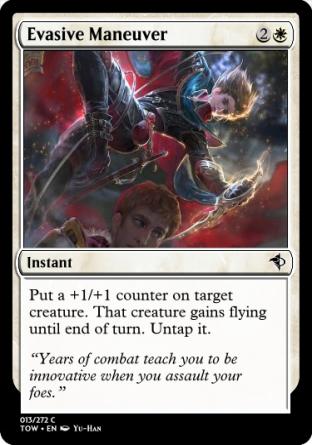 Evasive Maneuver 2
Instant
Put a +1/+1 counter on target
creature. That creature gains flying
until end of turn. Untap it.
“Years of combat teach you to be
innovative when you assault your
foes.”
013/272 C
TOW • EN Yu-Han